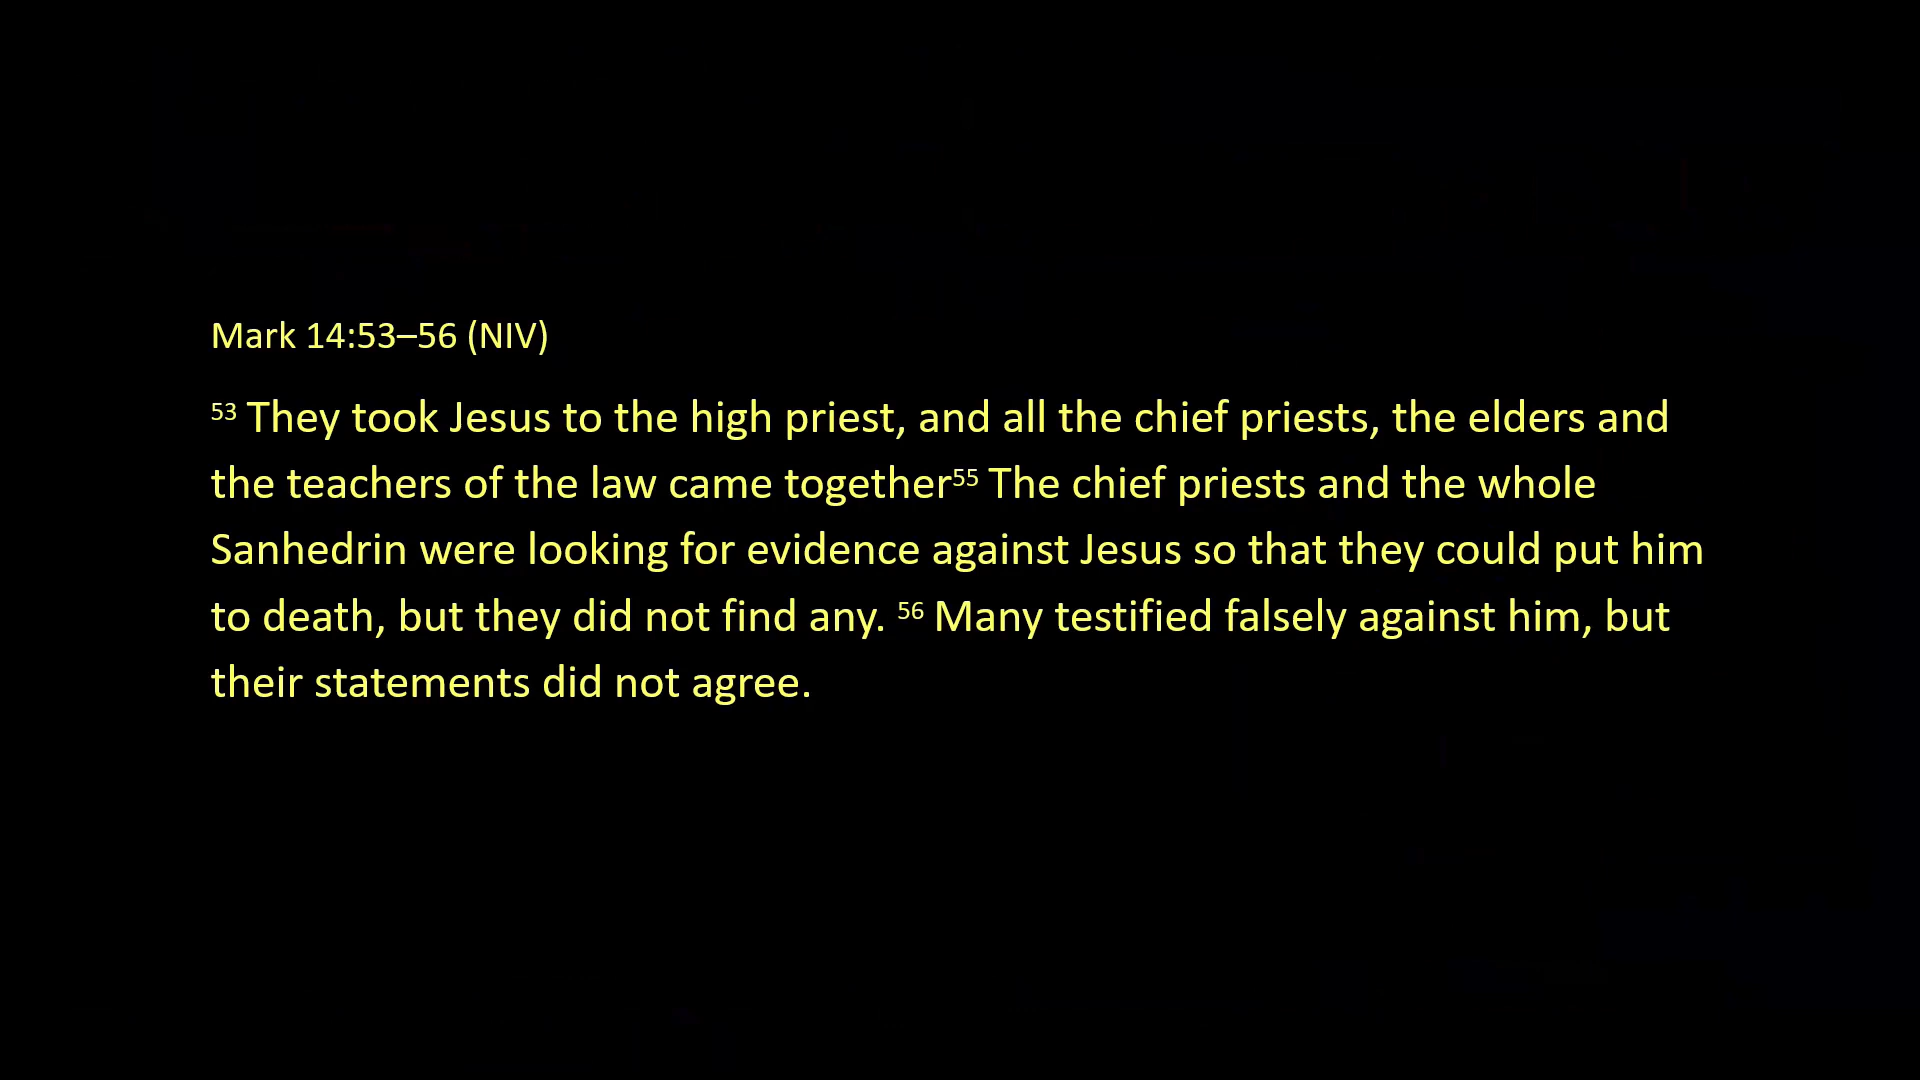 Mark 14:53–56 (NIV)
53 They took Jesus to the high priest, and all the chief priests, the elders and
the teachers of the law came together55 The chief priests and the whole
Sanhedrin were looking for evidence against Jesus so that they could put him
to death, but they did not find any. 56 Many testified falsely against him, but
their statements did not agree.